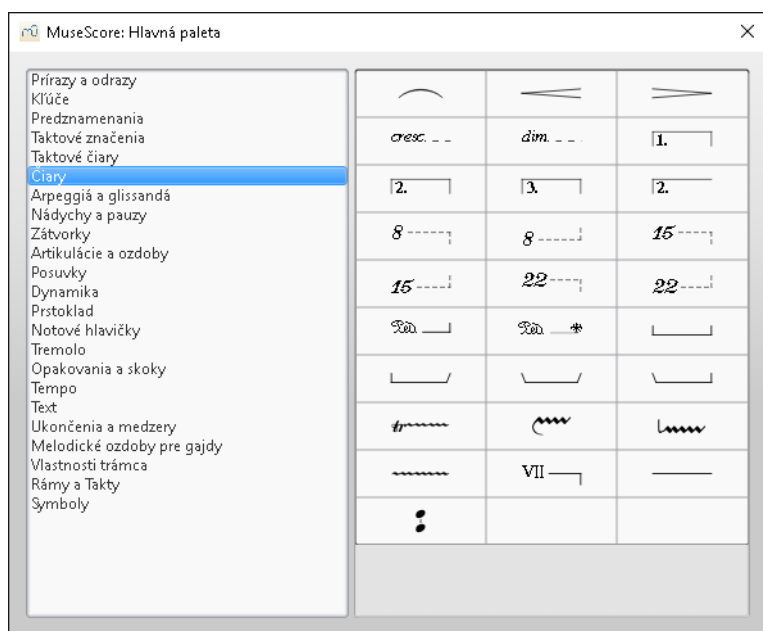 MuseScore: Hlavná paleta
Prírazy a odrazy
Kľúče
Predznamenania
Taktové značenia
Taktové čiary
Čiary
Arpeggiá a glissandá
Nádychy a pauzy
Zátvorky
Artikulácie a ozdoby
Posuvky
Dynamika
Prstoklad
Notové hlavičky
Tremolo
Opakovania a skoky
Tempo
Text
Ukončenia a medzery
Melodické ozdoby pre gajdy
Vlastnosti trámca
Rámy a Takty
Symboly
cresc. dim. 1.
2. 3. 2.
8 8 15
15 22 22
Ped. Ped. *
tr
VII